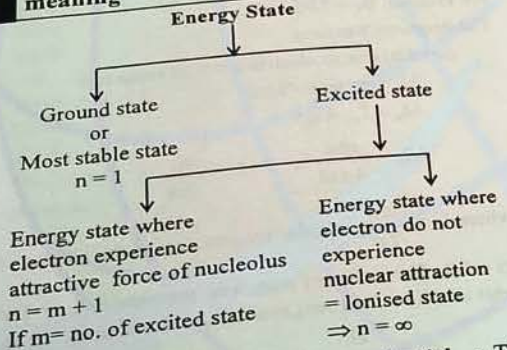 meaning
Energy State
Ground state
or
Most stable state
n = 1
Excited state
Energy state where
electron experience
attractive force of nucleolus
n = m + 1
If m= no. of excited state
Energy state where
electron do not
experience
nuclear attraction
= Ionised state
⇒ n = ∞